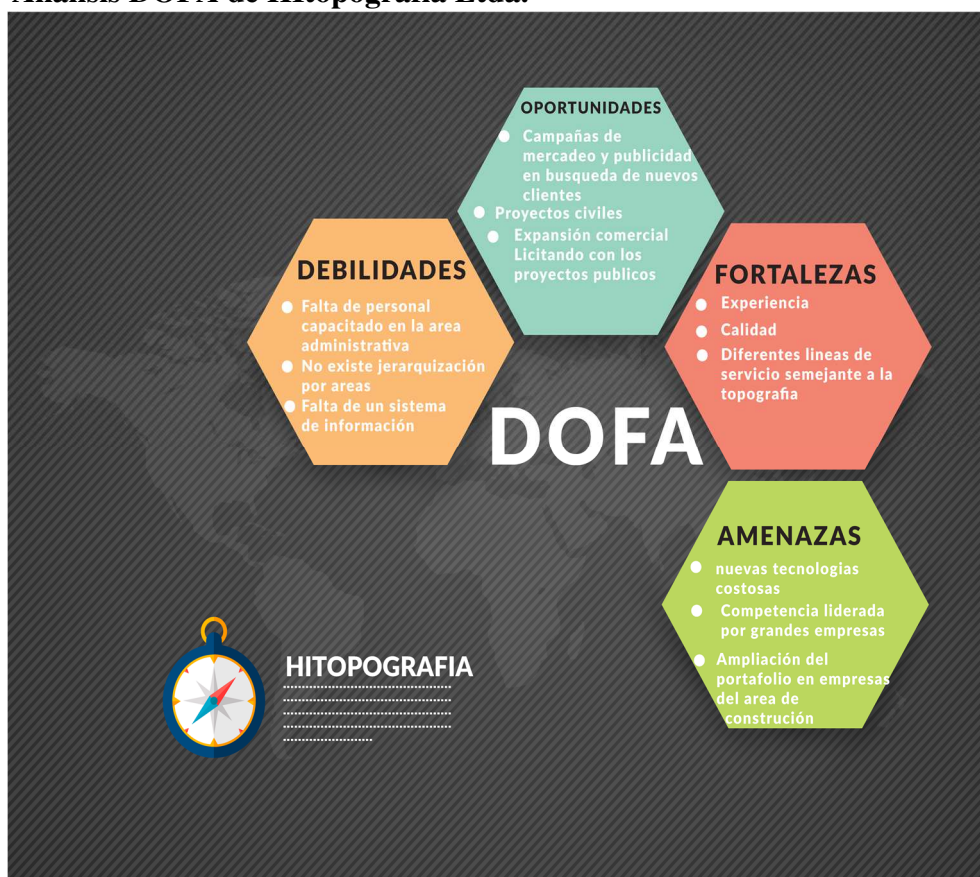 Análisis DOFA de Hitopografía Ltda.
OPORTUNIDADES
Campañas de
mercadeo y publicidad
en busqueda de nuevos
clientes
Proyectos civiles
Expansión comercial
Licitando con los
proyectos publicos
DEBILIDADES
Falta de personal
capacitado en la area
administrativa
No existe jerarquización
por areas
Falta de un sistema
de información
FORTALEZAS
Experiencia
Calidad
Diferentes lineas de
servicio semejante a la
topografia
DOFA
AMENAZAS
nuevas tecnologias
costosas
Competencia liderada
por grandes empresas
Ampliación del
portafolio en empresas
del area de
construción
HITOPOGRAFIA